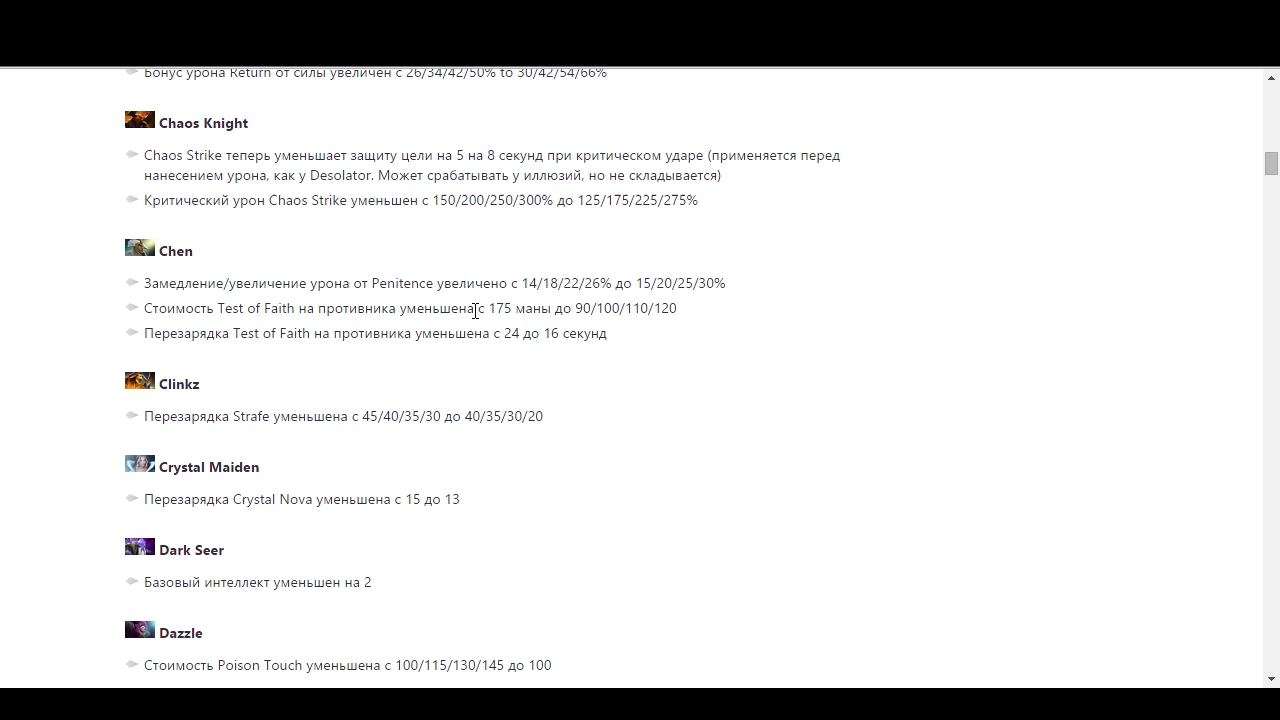 Бонус урона Return от силы увеличен с 26/34/42/50% to 30/42/54/66%
Chaos Knight
Chaos Strike теперь уменьшает защиту цели на 5 на 8 секунд при критическом ударе (применяется перед
нанесением урона, как у Desolator. Может срабатывать у иллюзий, но не складывается)
Критический урон Chaos Strike уменьшен с 150/200/250/300% до 125/175/225/275%
Chen
Замедление/увеличение урона от Penitence увеличено с 14/18/22/26% до 15/20/25/30%
Стоимость Test of Faith на противника уменьшена с 175 маны до 90/100/110/120
Перезарядка Test of Faith на противника уменьшена с 24 до 16 секунд
Clinkz
Перезарядка Strafe уменьшена с 45/40/35/30 до 40/35/30/20
Crystal Maiden
Перезарядка Crystal Nova уменьшена с 15 до 13
Dark Seer
Базовый интеллект уменьшен на 2
Dazzle
Стоимость Poison Touch уменьшена с 100/115/130/145 до 100